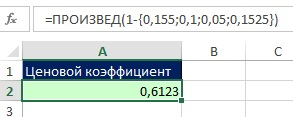 fx =ПРОИЗВЕД(1-{0,155;0,1;0,05;0,1525})
A B C
1 Ценовой коэффициент
2 0,6123